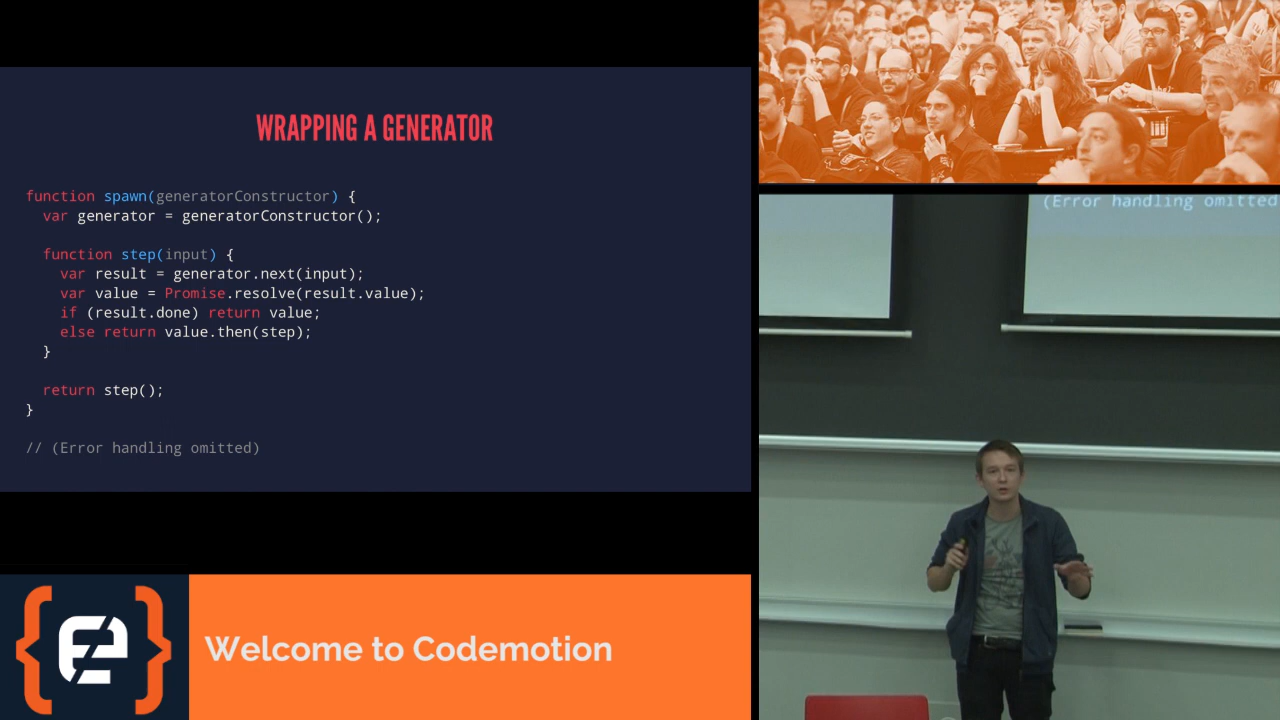 WRAPPING A GENERATOR
function spawn(generatorConstructor) {
  var generator = generatorConstructor();
  function step(input) {
    var result = generator.next(input);
    var value = Promise.resolve(result.value);
    if (result.done) return value;
    else return value.then(step);
  }
  return step();
}
// (Error handling omitted)
(Error handling omitted
Welcome to Codemotion